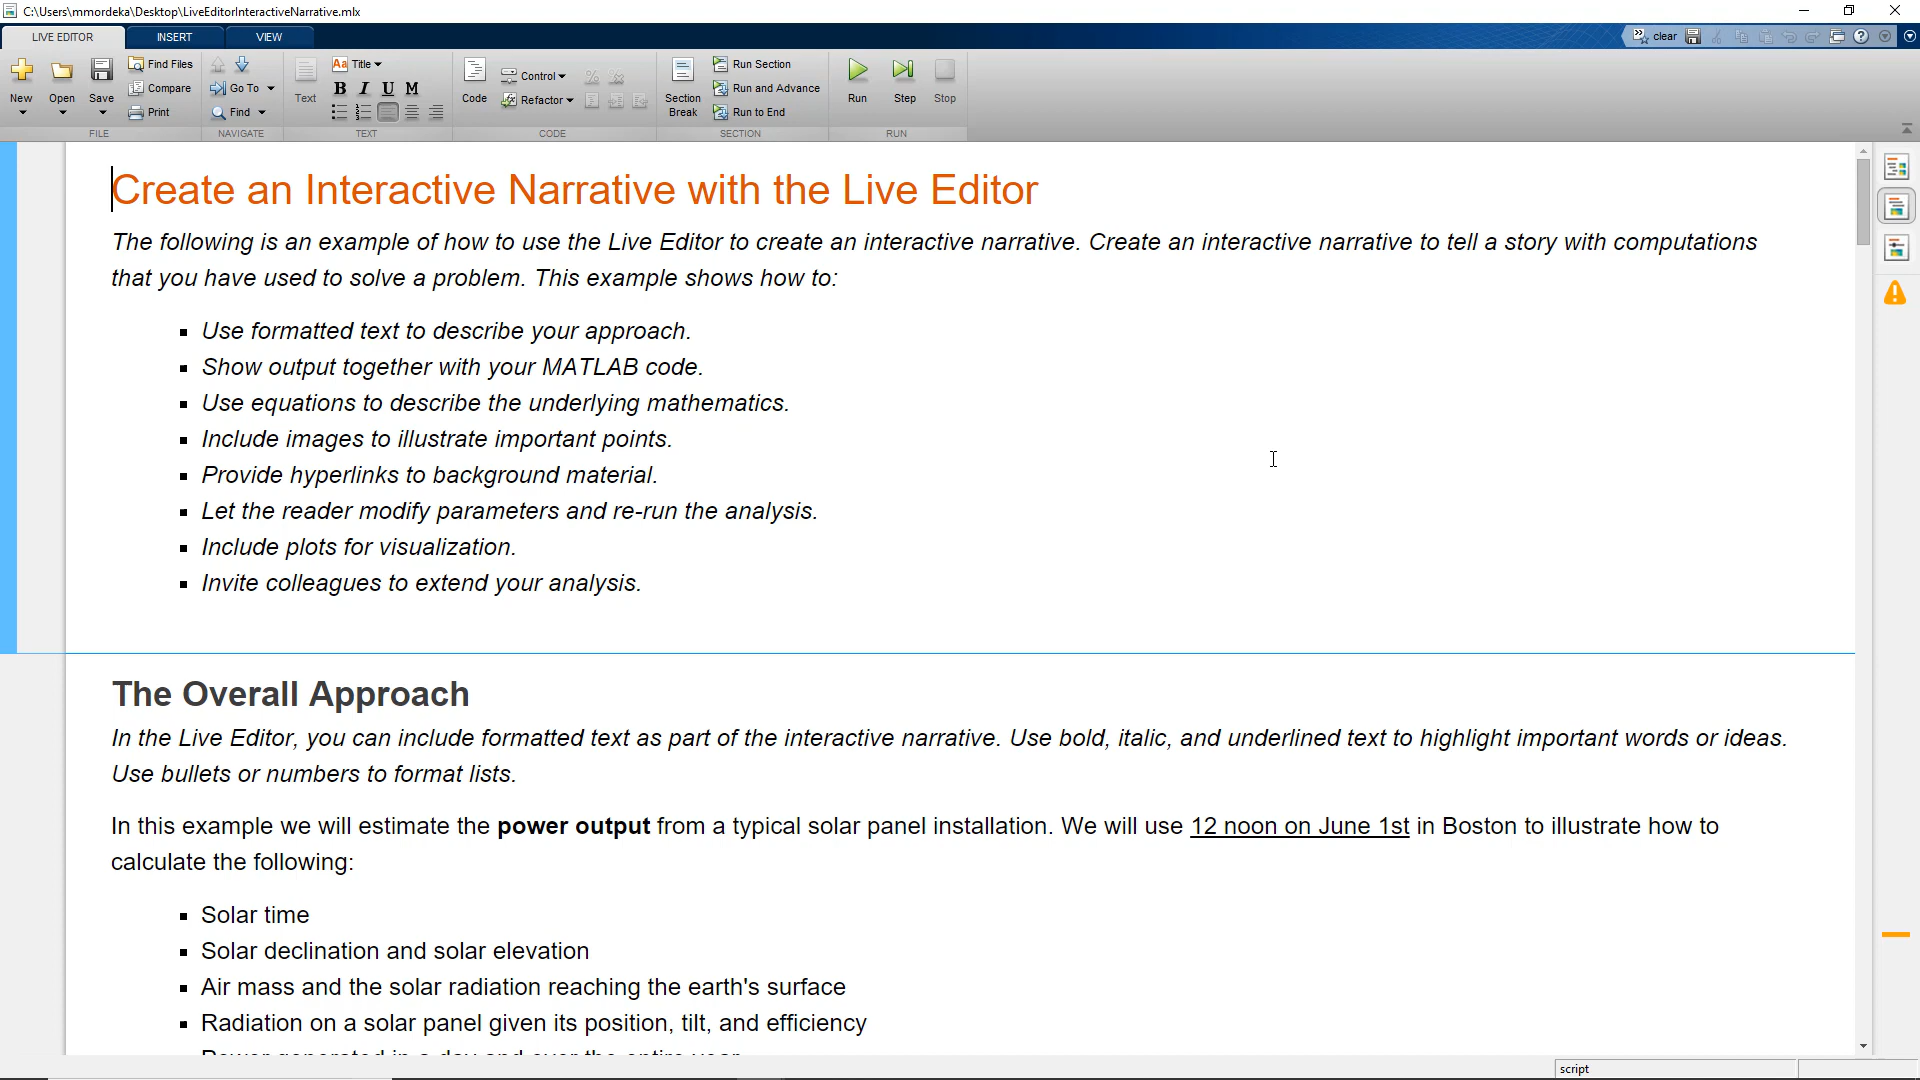 C:\Users\mmordeka\Desktop\LiveEditorInteractiveNarrative.mlx
LIVE EDITOR INSERT VIEW clear
New Open Save Find Files Compare Print Go To Find
Text Title B I U M
Code Control Refactor
Section Break Run Section Run and Advance Run to End
Run Step Stop
FILE NAVIGATE TEXT CODE SECTION RUN
Create an Interactive Narrative with the Live Editor
The following is an example of how to use the Live Editor to create an interactive narrative. Create an interactive narrative to tell a story with computations
that you have used to solve a problem. This example shows how to:
Use formatted text to describe your approach.
Show output together with your MATLAB code.
Use equations to describe the underlying mathematics.
Include images to illustrate important points.
Provide hyperlinks to background material.
Let the reader modify parameters and re-run the analysis.
Include plots for visualization.
Invite colleagues to extend your analysis.
The Overall Approach
In the Live Editor, you can include formatted text as part of the interactive narrative. Use bold, italic, and underlined text to highlight important words or ideas.
Use bullets or numbers to format lists.
In this example we will estimate the power output from a typical solar panel installation. We will use 12 noon on June 1st in Boston to illustrate how to
calculate the following:
Solar time
Solar declination and solar elevation
Air mass and the solar radiation reaching the earth's surface
Radiation on a solar panel given its position, tilt, and efficiency
Power generated in a day and over the entire year
script